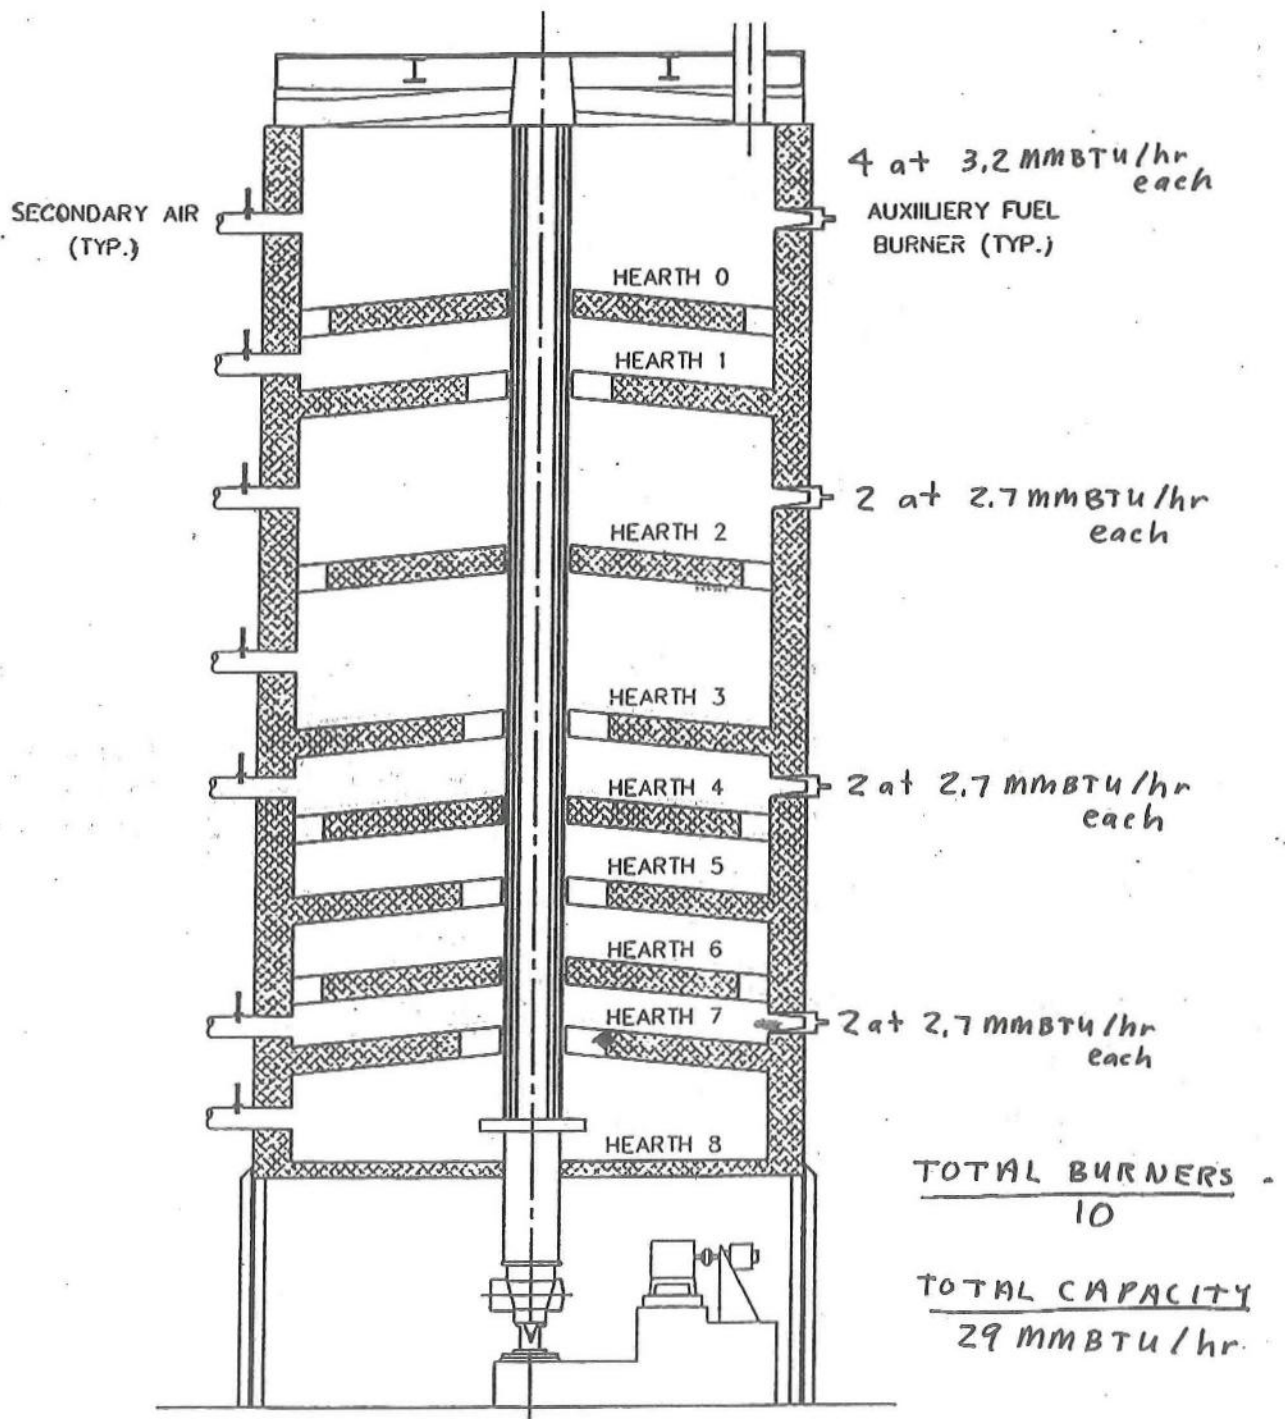 4 at 3.2 MMBTU/hr
each
SECONDARY AIR
(TYP.)
AUXIILIERY FUEL
BURNER (TYP.)
HEARTH 0
HEARTH 1
2 at 2.7 MMBTU/hr
each
HEARTH 2
HEARTH 3
HEARTH 4
2 at 2.7 MMBTU/hr
each
HEARTH 5
HEARTH 6
HEARTH 7
2 at 2.7 MMBTU/hr
each
HEARTH 8
TOTAL BURNERS
10
TOTAL CAPACITY
29 MMBTU/hr.